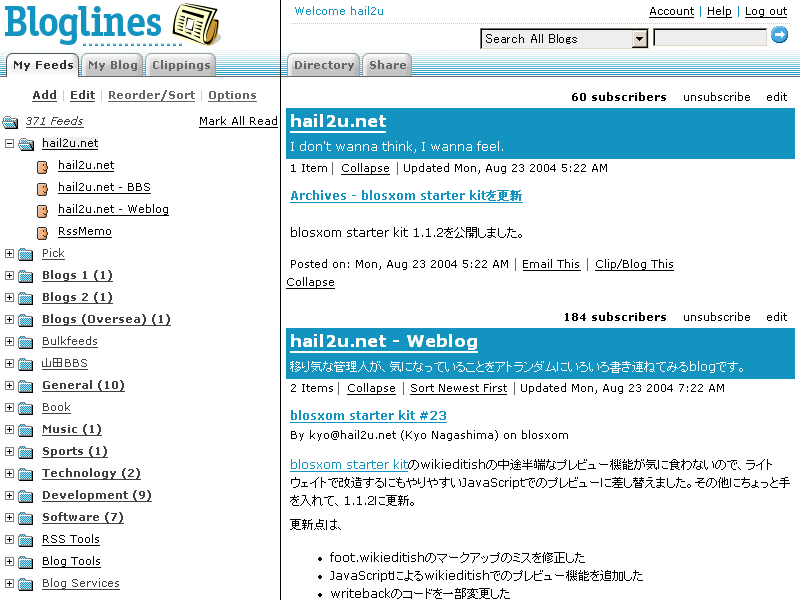 Bloglines
Welcome hail2u
Account | Help | Log out
Search All Blogs
My Feeds
My Blog
Clippings
Directory
Share
Add | Edit | Reorder/Sort | Options
371 Feeds
Mark All Read
hail2u.net
hail2u.net
hail2u.net - BBS
hail2u.net - Weblog
RssMemo
Pick
Blogs 1 (1)
Blogs 2 (1)
Blogs (Oversea) (1)
Bulkfeeds
山田BBS
General (10)
Book
Music (1)
Sports (1)
Technology (2)
Development (9)
Software (7)
RSS Tools
Blog Tools
Blog Services
60 subscribers unsubscribe edit
hail2u.net
I don't wanna think, I wanna feel.
1 Item | Collapse | Updated Mon, Aug 23 2004 5:22 AM
Archives - blosxom starter kitを更新
blosxom starter kit 1.1.2を公開しました。
Posted on: Mon, Aug 23 2004 5:22 AM | Email This | Clip/Blog This
Collapse
184 subscribers unsubscribe edit
hail2u.net - Weblog
移り気な管理人が、気になっていることをアトランダムにいろいろ書き連ねてみるblogです。
2 Items | Collapse | Sort Newest First | Updated Mon, Aug 23 2004 7:22 AM
blosxom starter kit #23
By kyo@hail2u.net (Kyo Nagashima) on blosxom
blosxom starter kitのwikieditishの中途半端なプレビュー機能が気に食わないので、ライト
ウェイトで改造するにもやりやすいJavaScriptでのプレビューに差し替えました。その他にちょっと手
を入れて、1.1.2に更新。
更新点は、
• foot.wikieditishのマークアップのミスを修正した
• JavaScriptによるwikieditishでのプレビュー機能を追加した
• writebackのコードを一部変更した